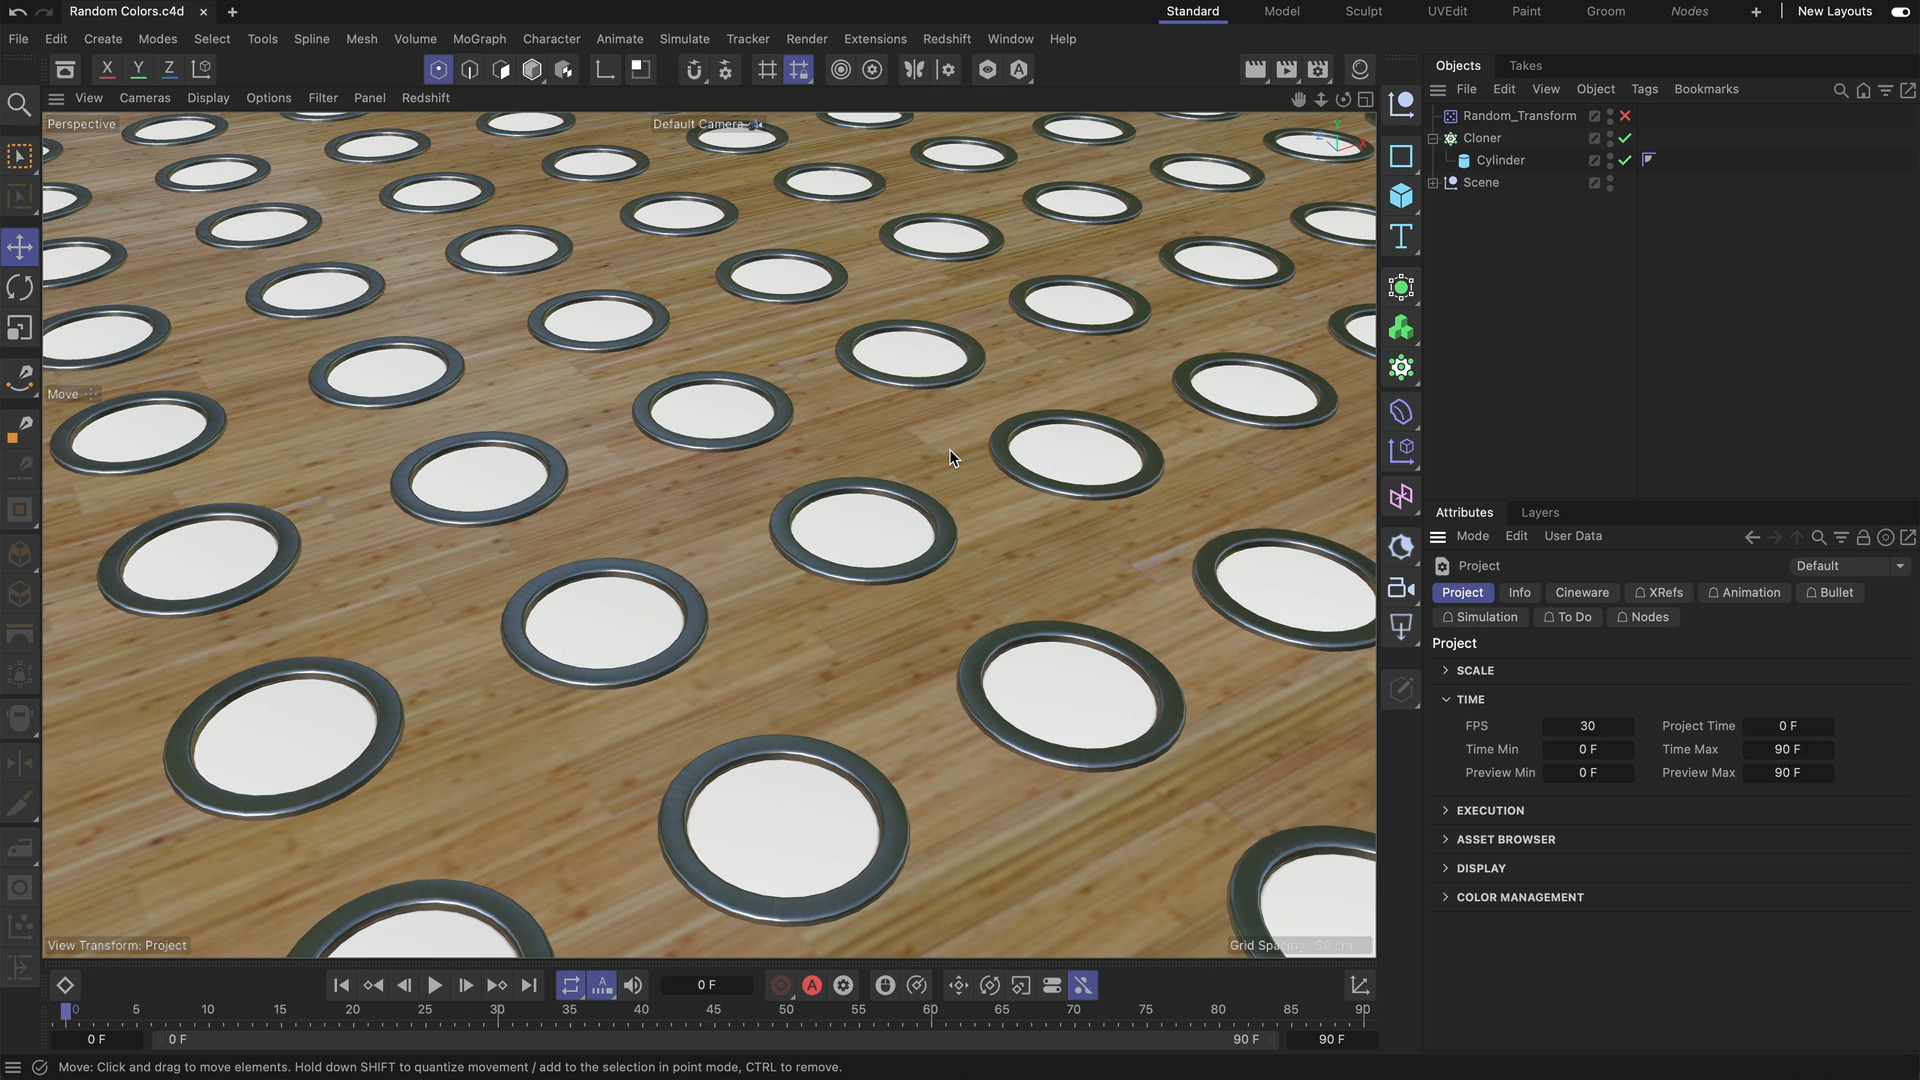 Random Colors.c4d × +
Standard Model Sculpt UVEdit Paint Groom Nodes + New Layouts
File Edit Create Modes Select Tools Spline Mesh Volume MoGraph Character Animate Simulate Tracker Render Extensions Redshift Window Help
X Y Z
View Cameras Display Options Filter Panel Redshift
Perspective
Default Camera
Y
Z
X
Move
View Transform: Project
Grid Spacing : 50 cm
Objects Takes
File Edit View Object Tags Bookmarks
Random_Transform
Cloner
Cylinder
Scene
Attributes Layers
Mode Edit User Data
Project Default
Project Info Cineware XRefs Animation Bullet
Simulation To Do Nodes
Project
SCALE
TIME
FPS 30 Project Time 0 F
Time Min 0 F Time Max 90 F
Preview Min 0 F Preview Max 90 F
EXECUTION
ASSET BROWSER
DISPLAY
COLOR MANAGEMENT
0 F
0 5 10 15 20 25 30 35 40 45 50 55 60 65 70 75 80 85 90
0 F 0 F 90 F 90 F
Move: Click and drag to move elements. Hold down SHIFT to quantize movement / add to the selection in point mode, CTRL to remove.